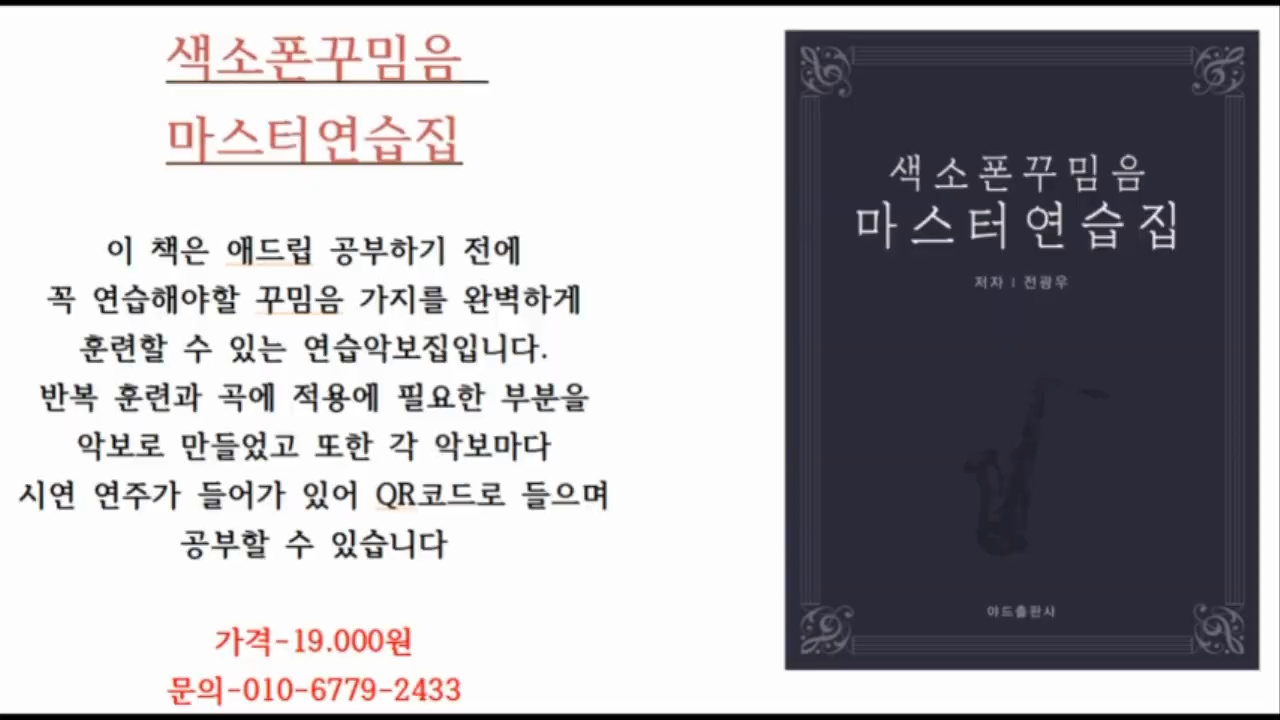 색소폰꾸밈음
마스터연습집
이 책은 애드립 공부하기 전에
꼭 연습해야할 꾸밈음 가지를 완벽하게
훈련할 수 있는 연습악보집입니다.
반복 훈련과 곡에 적용에 필요한 부분을
악보로 만들었고 또한 각 악보마다
시연 연주가 들어가 있어 QR코드로 들으며
공부할 수 있습니다
가격-19.000원
문의-010-6779-2433
색소폰꾸밈음
마스터연습집
저자 : 전광우
야드출판사